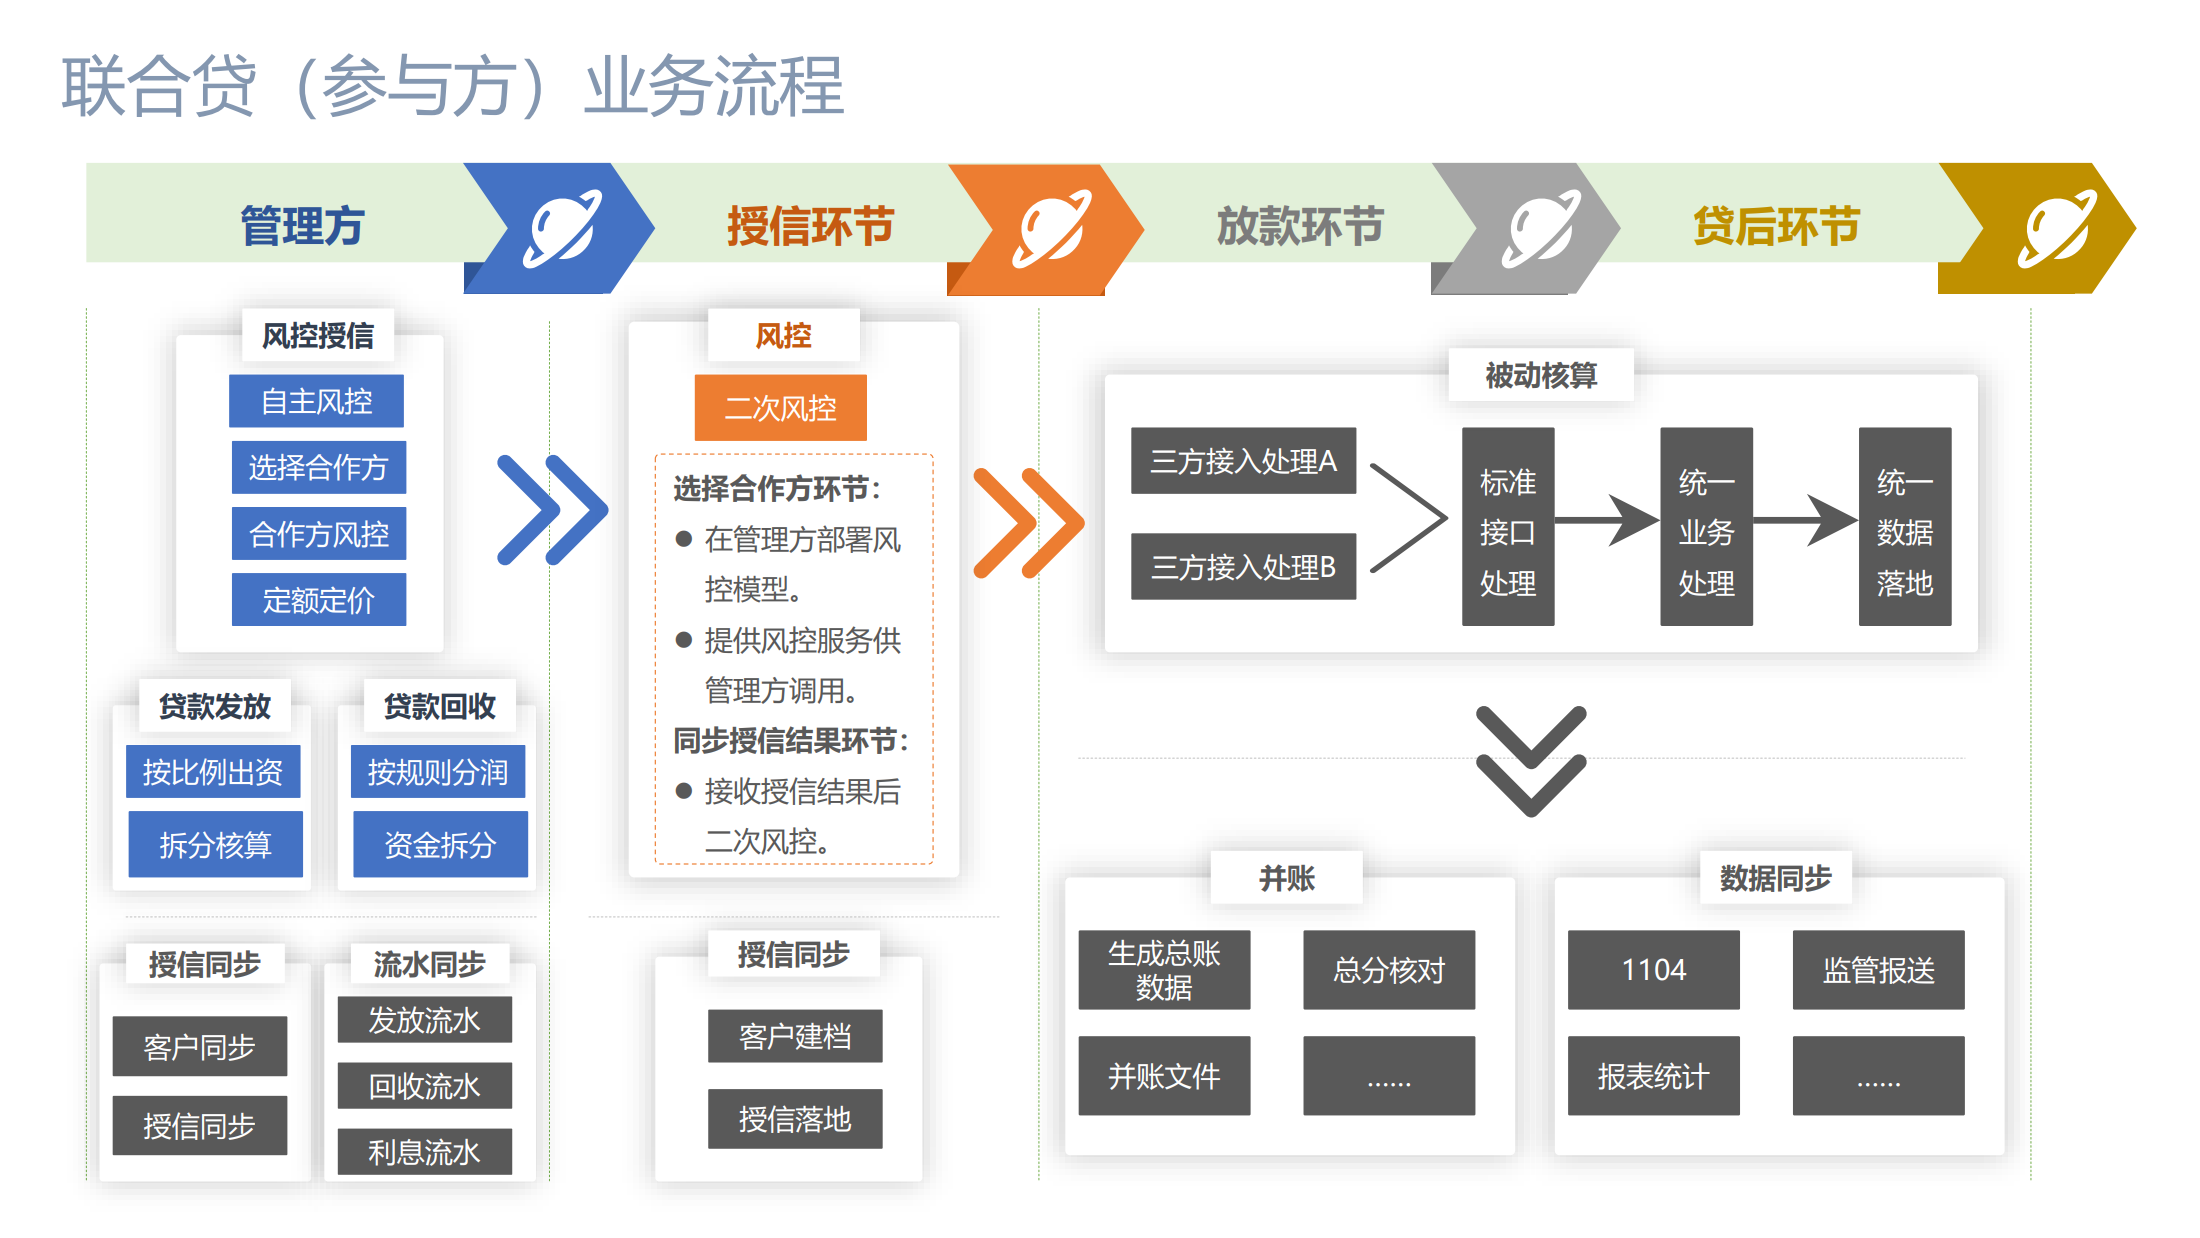 联合贷（参与方）业务流程
管理方
授信环节
放款环节
贷后环节
风控授信
自主风控
选择合作方
合作方风控
定额定价
贷款发放
按比例出资
拆分核算
贷款回收
按规则分润
资金拆分
授信同步
客户同步
授信同步
流水同步
发放流水
回收流水
利息流水
风控
二次风控
选择合作方环节：
● 在管理方部署风
控模型。
● 提供风控服务供
管理方调用。
同步授信结果环节：
● 接收授信结果后
二次风控。
授信同步
客户建档
授信落地
被动核算
三方接入处理A
三方接入处理B
标准
接口
处理
统一
业务
处理
统一
数据
落地
并账
生成总账
数据
总分核对
并账文件
......
数据同步
1104
监管报送
报表统计
......